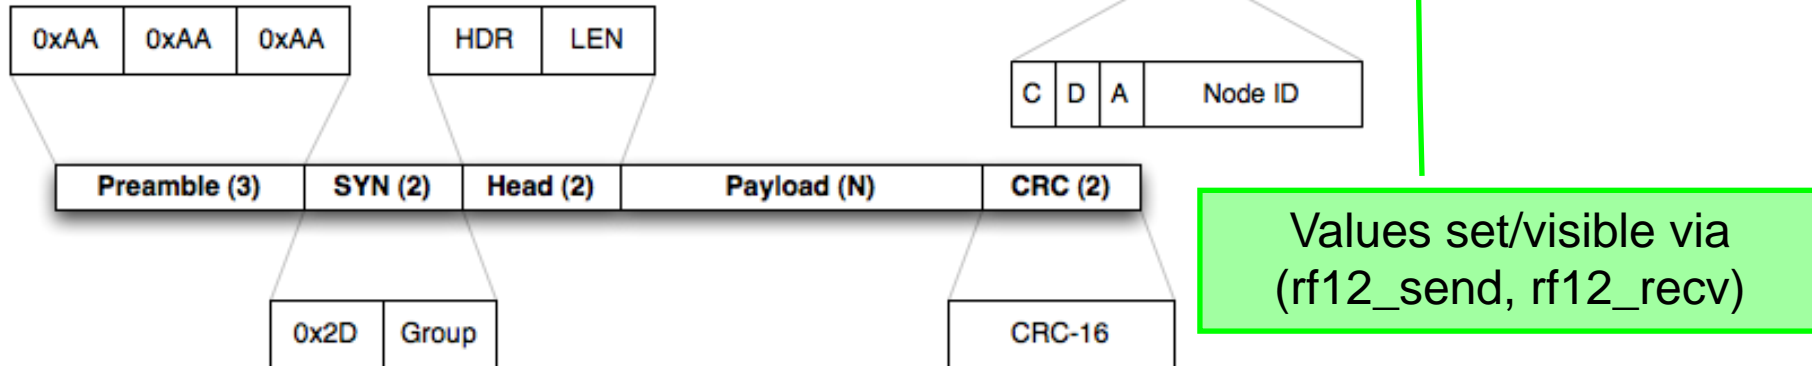 0xAA 0xAA 0xAA
HDR LEN
C D A Node ID
Preamble (3) SYN (2) Head (2) Payload (N) CRC (2)
Values set/visible via
(rf12_send, rf12_recv)
0x2D Group
CRC-16